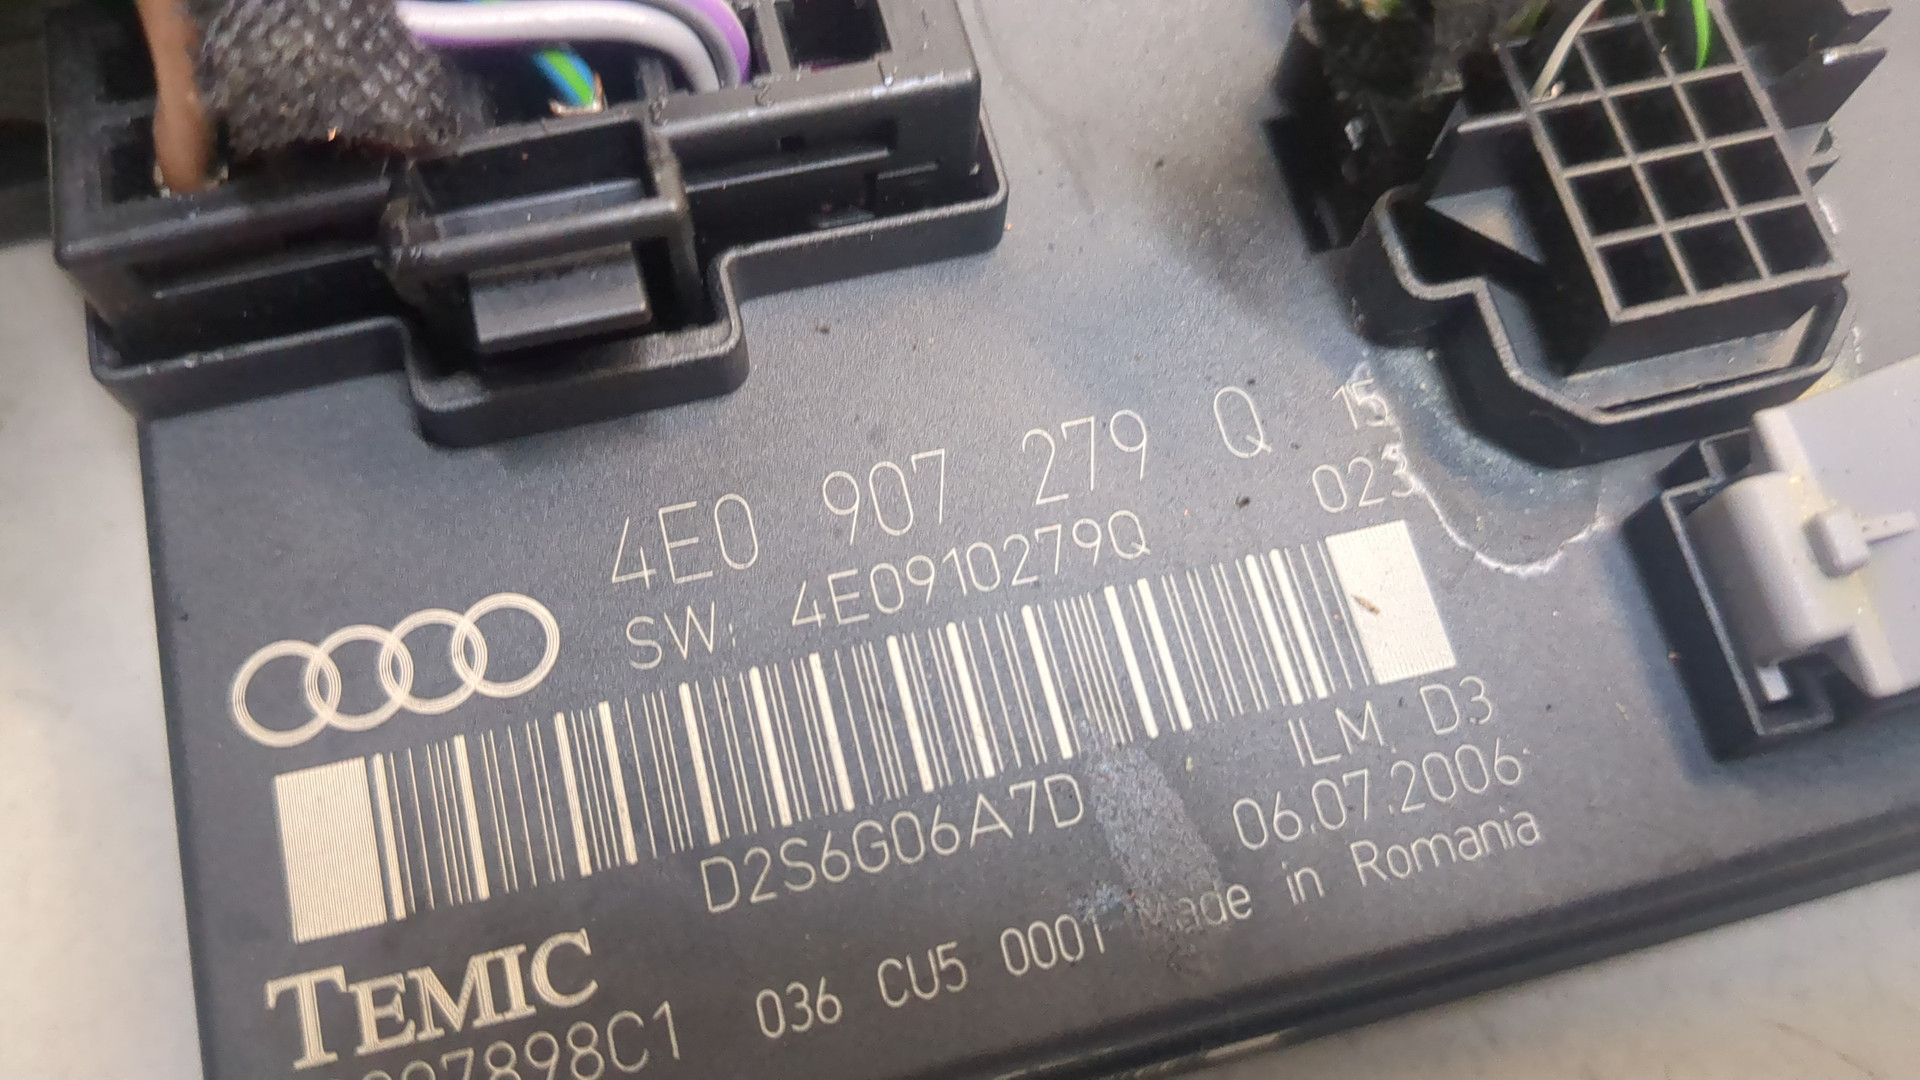 4E0 907 279 Q 15
SW: 4E0910279Q 023
D2S6G06A7D
ILM D3
06.07.2006
TEMIC
036 CU5 0001 Made in Romania